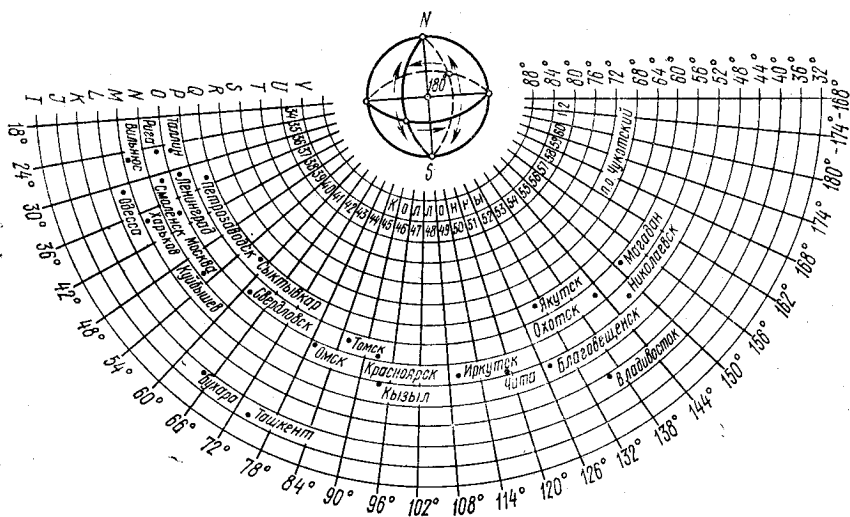 N
180°
S
I J K L M N O P Q R S T U V
88° 84° 80° 76° 72° 68° 64° 60° 56° 52° 48° 44° 40° 36° 32°
34 35 36 37 38 39 40 41 42 43 44 45 46 47 48 49 50 51 52 53 54 55 56 57 58 59 60 1 2
Колонны
Вильнюс
Рига
Таллин
Одесса
Смоленск
Харьков
Ленинград
Москва
Куйбышев
Петрозаводск
Сыктывкар
Свердловск
Омск
Томск
Красноярск
Кызыл
Иркутск
Чита
Бухара
Ташкент
Якутск
Охотск
Магадан
Николаевск
Благовещенск
Владивосток
п-о Чукотский
18° 24° 30° 36° 42° 48° 54° 60° 66° 72° 78° 84° 90° 96° 102° 108° 114° 120° 126° 132° 138° 144° 150° 156° 162° 168° 174° 180° -174° -168°